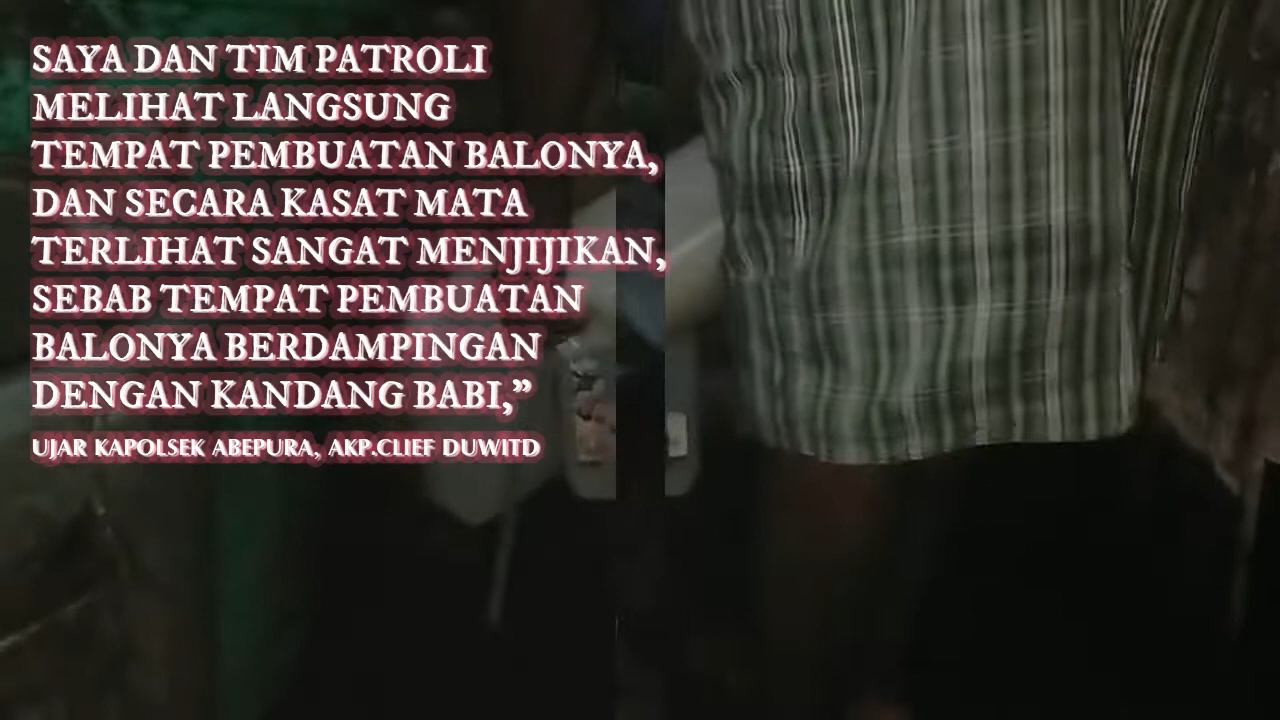 SAYA DAN TIM PATROLI
MELIHAT LANGSUNG
TEMPAT PEMBUATAN BALONYA,
DAN SECARA KASAT MATA
TERLIHAT SANGAT MENJIJIKAN,
SEBAB TEMPAT PEMBUATAN
BALONYA BERDAMPINGAN
DENGAN KANDANG BABI,”
UJAR KAPOLSEK ABEPURA, AKP.CLIEF DUWITD